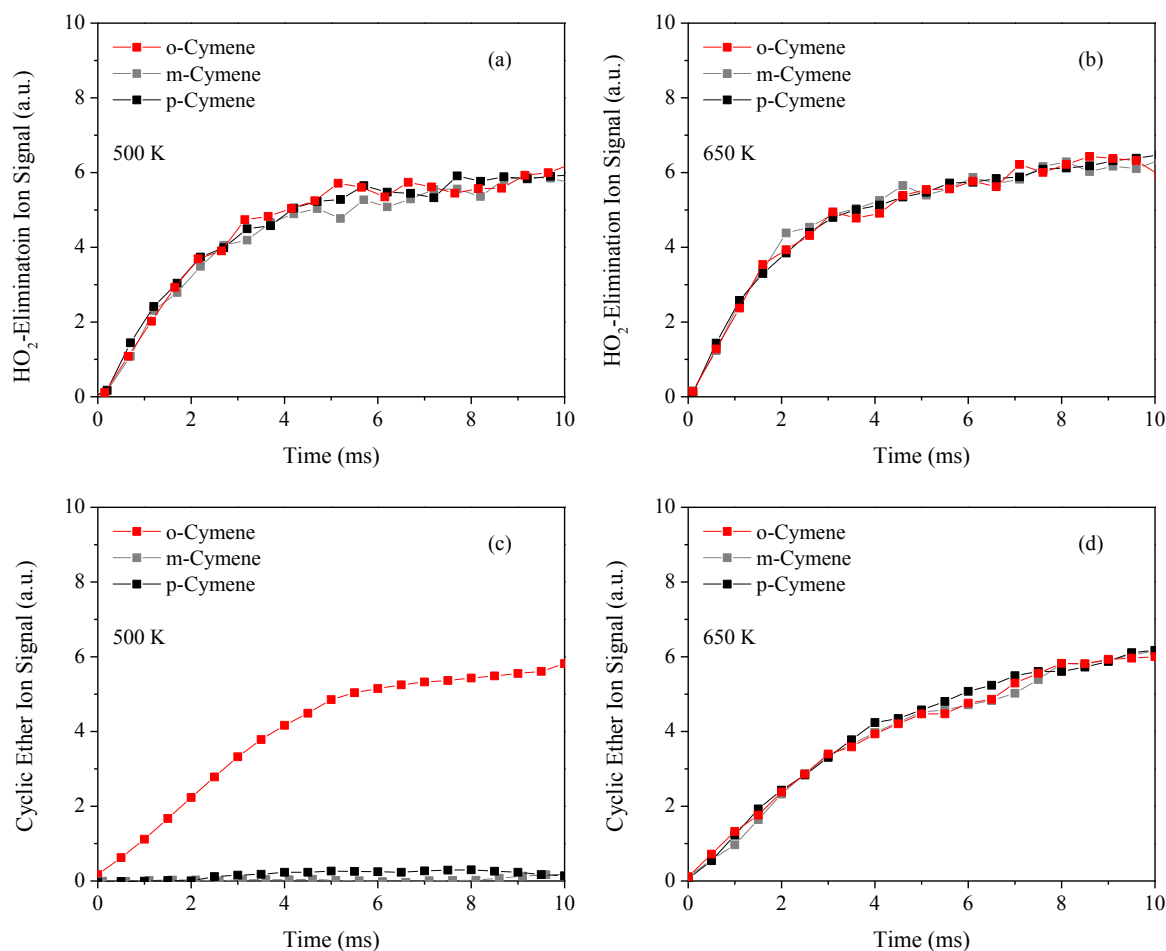 HO₂-Eliminatoin Ion Signal (a.u.)
10
8
6
4
2
0
o-Cymene
m-Cymene
p-Cymene
(a)
500 K
0 2 4 6 8 10
Time (ms)
HO₂-Elimination Ion Signal (a.u.)
10
8
6
4
2
0
o-Cymene
m-Cymene
p-Cymene
(b)
650 K
0 2 4 6 8 10
Time (ms)
Cyclic Ether Ion Signal (a.u.)
10
8
6
4
2
0
o-Cymene
m-Cymene
p-Cymene
(c)
500 K
0 2 4 6 8 10
Time (ms)
Cyclic Ether Ion Signal (a.u.)
10
8
6
4
2
0
o-Cymene
m-Cymene
p-Cymene
(d)
650 K
0 2 4 6 8 10
Time (ms)